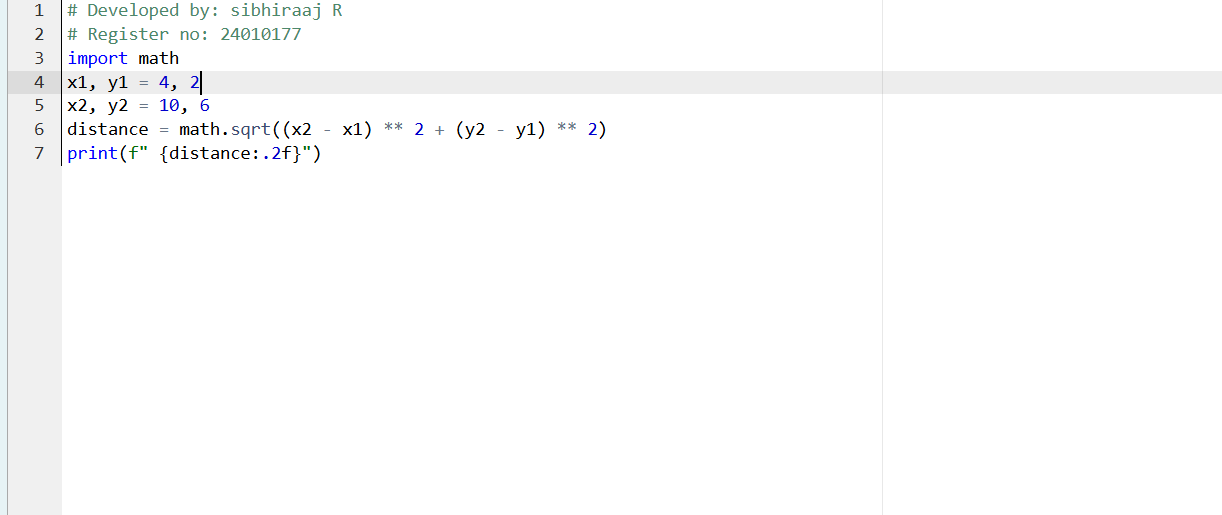 1 # Developed by: sibhiraaj R
2 # Register no: 24010177
3 import math
4 x1, y1 = 4, 2
5 x2, y2 = 10, 6
6 distance = math.sqrt((x2 - x1) ** 2 + (y2 - y1) ** 2)
7 print(f" {distance:.2f}")